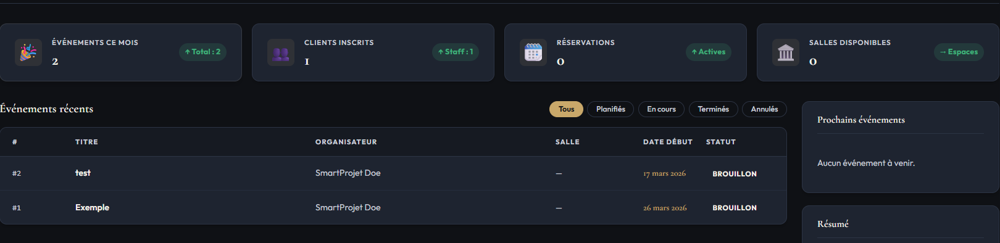 ÉVÉNEMENTS CE MOIS
2
↑ Total : 2
CLIENTS INSCRITS
1
↑ Staff : 1
RÉSERVATIONS
0
↑ Actives
SALLES DISPONIBLES
0
→ Espaces
Événements récents
Tous Planifiés En cours Terminés Annulés
# TITRE ORGANISATEUR SALLE DATE DÉBUT STATUT
#2 test SmartProjet Doe — 17 mars 2026 BROUILLON
#1 Exemple SmartProjet Doe — 26 mars 2026 BROUILLON
Prochains événements
Aucun événement à venir.
Résumé